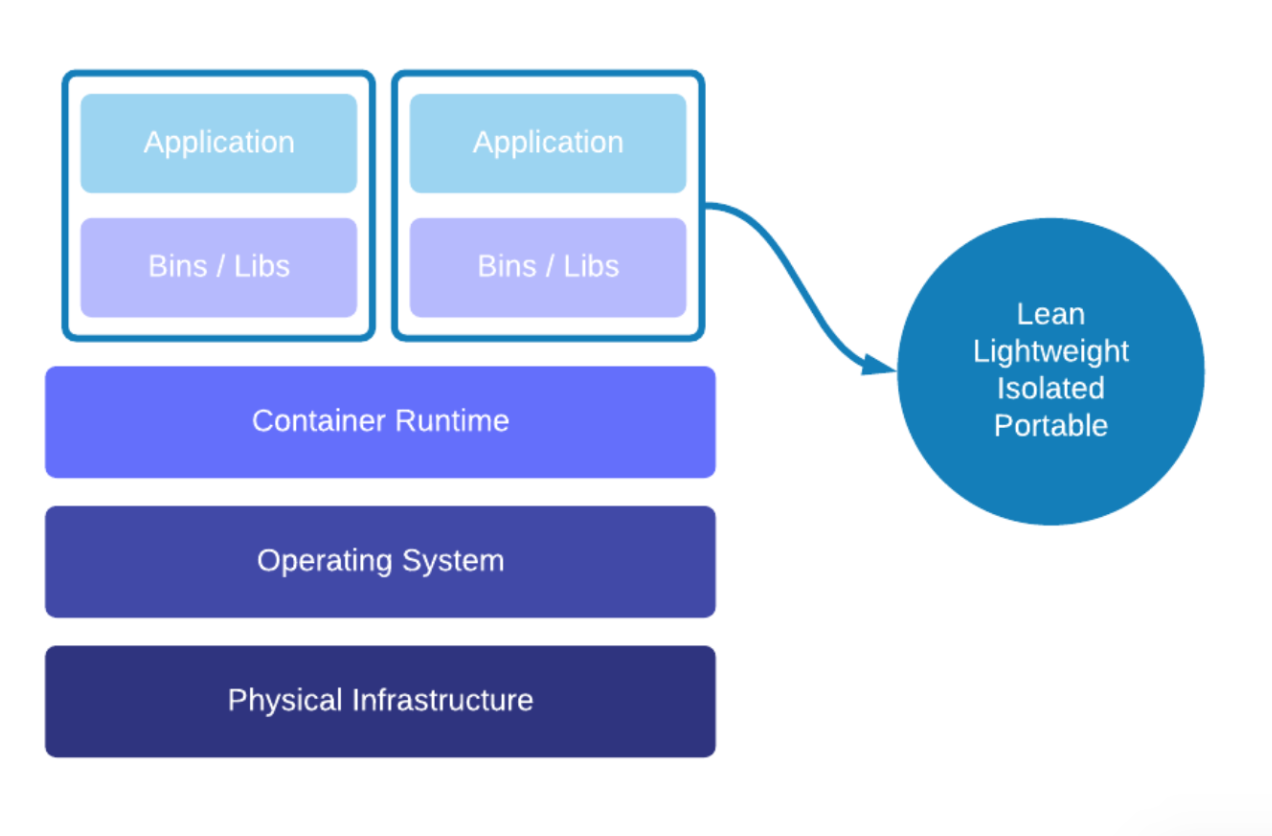 Application
Application
Bins / Libs
Bins / Libs
Container Runtime
Operating System
Physical Infrastructure
Lean
Lightweight
Isolated
Portable